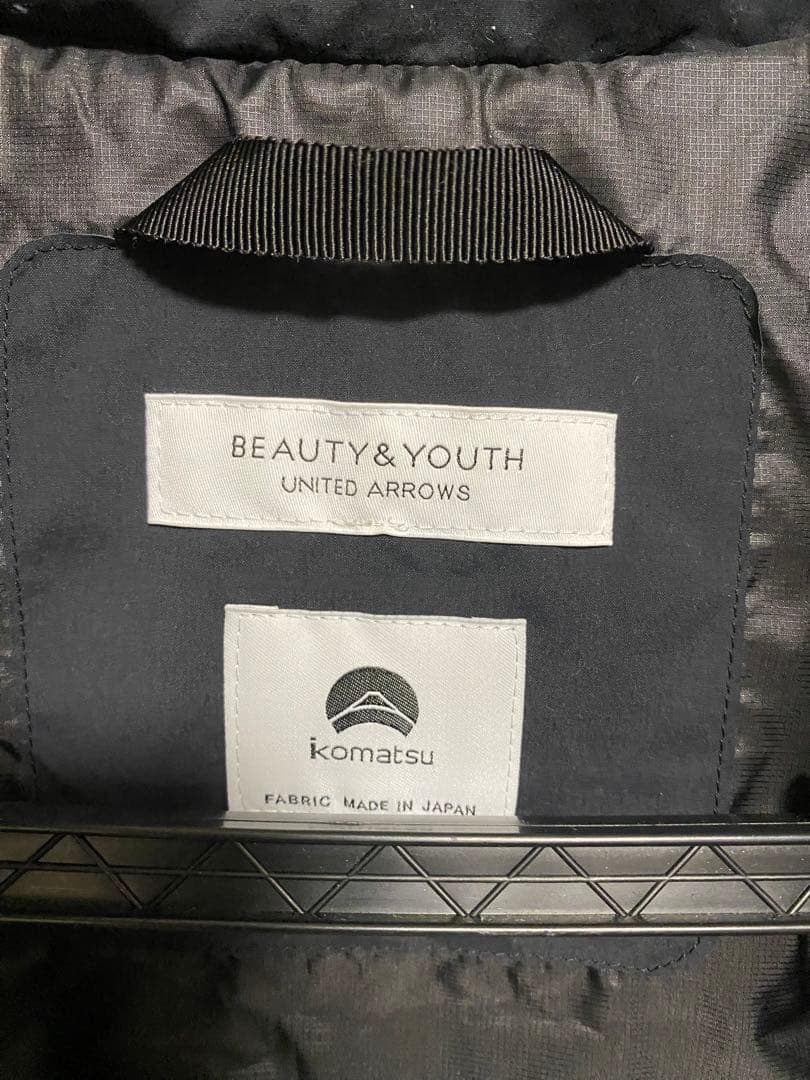 BEAUTY&YOUTH
UNITED ARROWS
komatsu
FABRIC MADE IN JAPAN